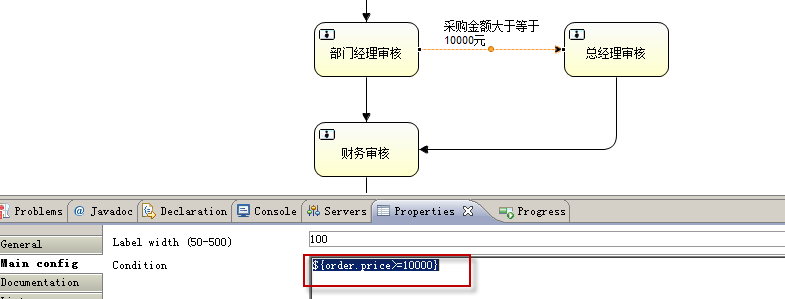 采购金额大于等于
10000元
部门经理审核
总经理审核
财务审核
Problems
Javadoc
Declaration
Console
Servers
Properties
Progress
General
Main config
Documentation
Label width (50-500)
100
Condition
${order.price>=10000}